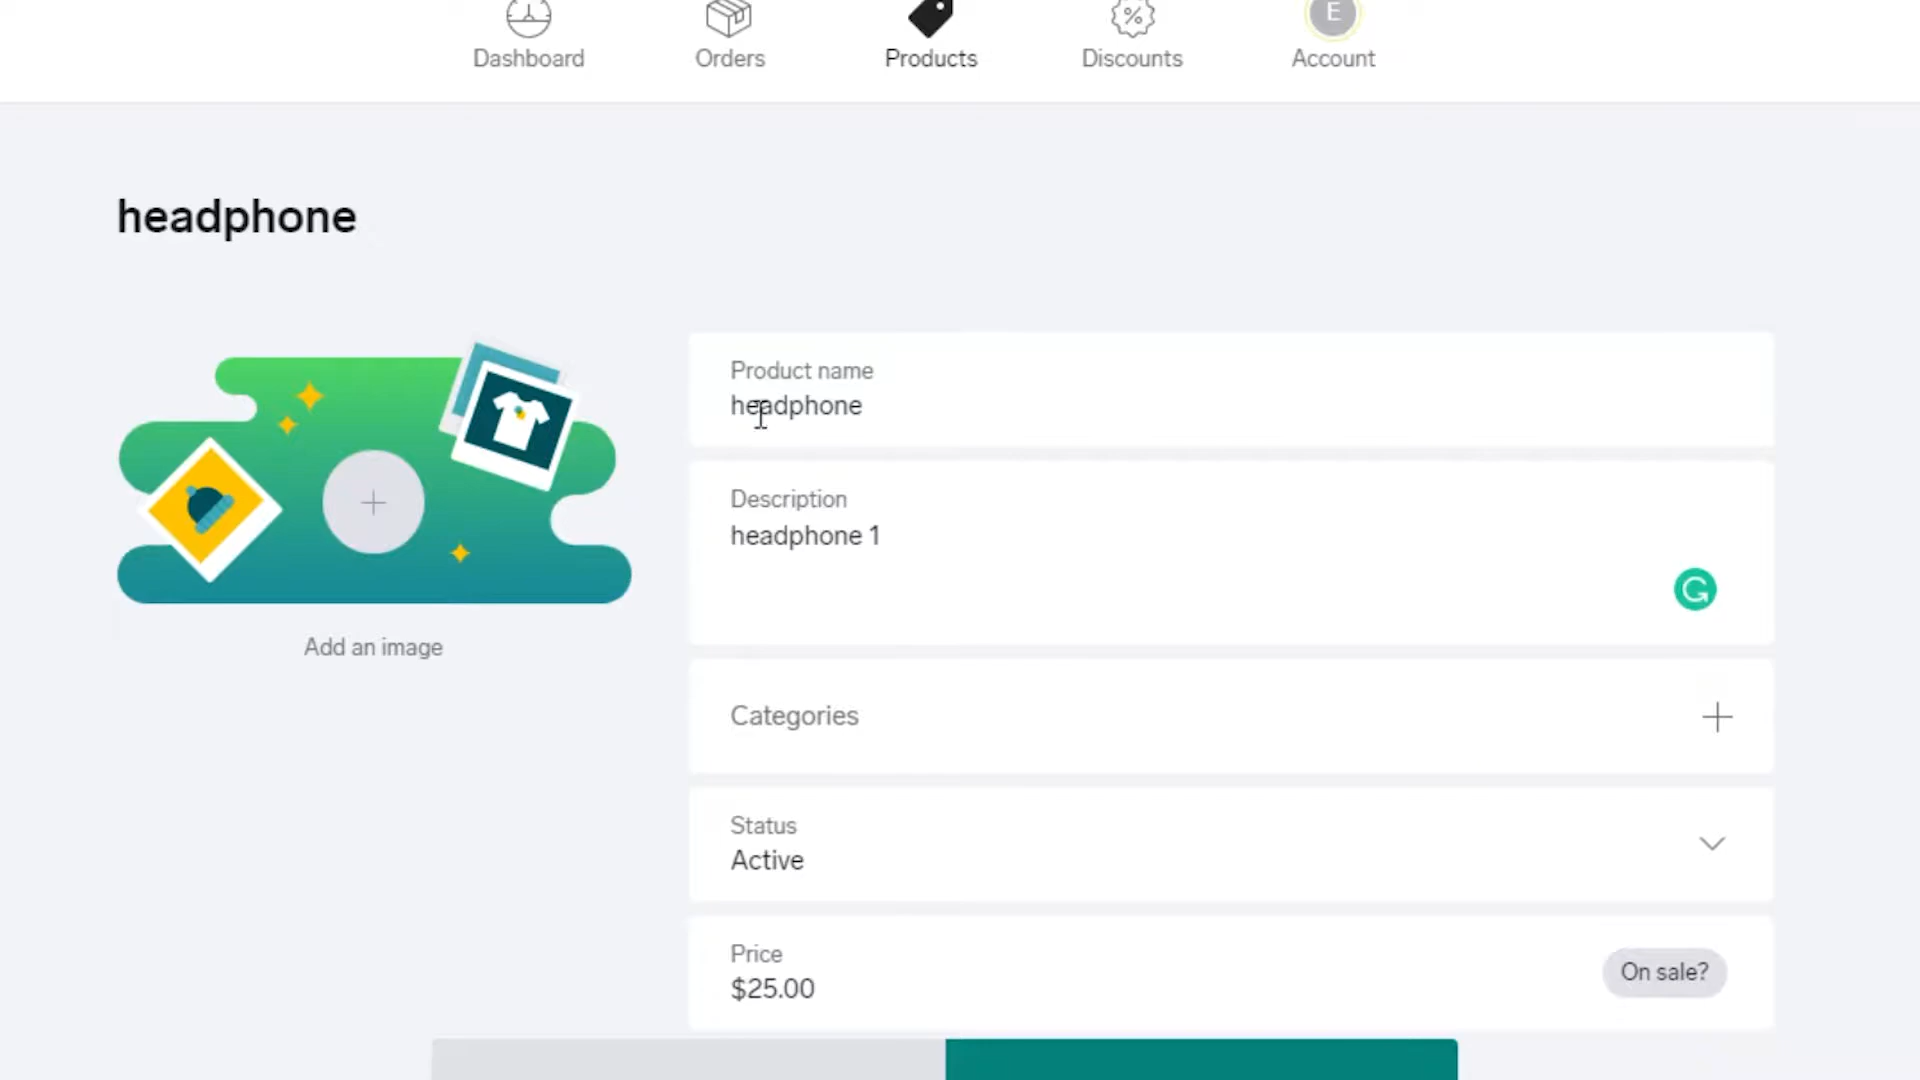 E
Dashboard
Orders
Products
Discounts
Account
headphone
Product name
headphone
Description
headphone 1
Add an image
Categories
Status
Active
Price
$25.00
On sale?